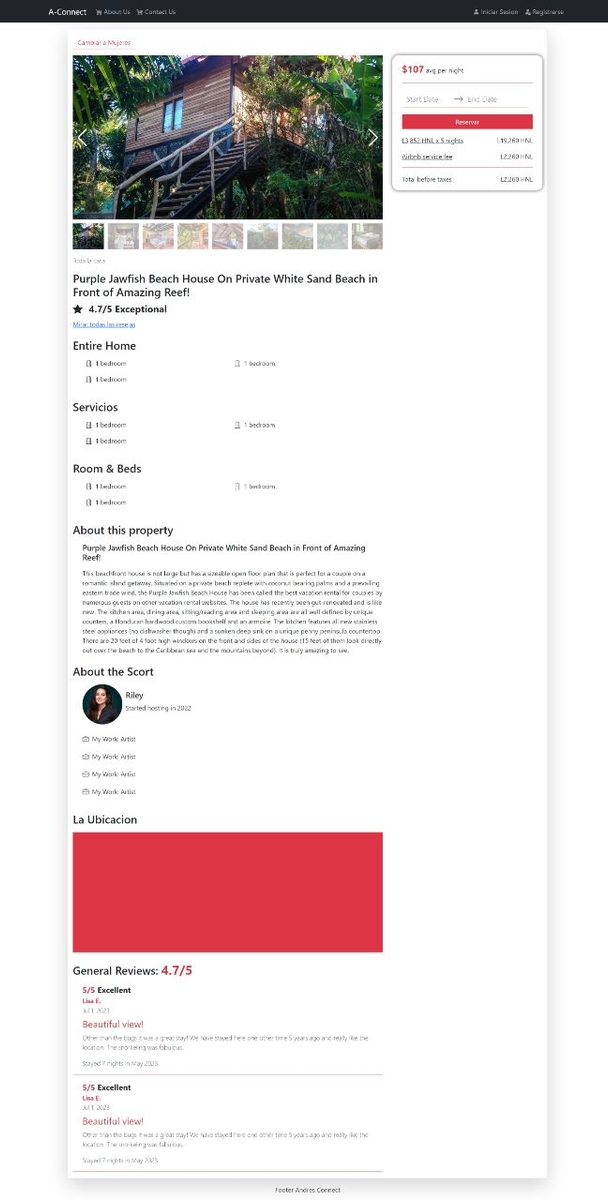 A-Connect About Us Contact Us Iniciar Sesion Registrarse
Cambiar a Mujeres
$107 avg per night
Start Date End Date
Reservar
L3,852 HNL x 5 nights L19,260 HNL
Airbnb service fee L2,260 HNL
Total before taxes L2,260 HNL
Toda la casa
Purple Jawfish Beach House On Private White Sand Beach in
Front of Amazing Reef!
4.7/5 Exceptional
Mirar todas las resenas
Entire Home
1 bedroom 1 bedroom
1 bedroom
Servicios
1 bedroom 1 bedroom
1 bedroom
Room & Beds
1 bedroom 1 bedroom
1 bedroom
About this property
Purple Jawfish Beach House On Private White Sand Beach in Front of Amazing
Reef!
This beachfront house is not large but has a sizeable open floor plan that is perfect for a couple on a
romantic island getaway. Situated on a private beach replete with coconut bearing palms and a prevailing
eastern trade wind, the Purple Jawfish Beach House has been called the best vacation rental for couples by
numerous guests on other vacation rental websites. The house has recently been gut renovated and is like
new. The kitchen area, dining area, sitting/reading area and sleeping area are all well defined by unique
counters, a Honduran hardwood custom bookshelf and an armoire. The kitchen features all new stainless
steel appliances (no dishwasher though) and a sunken deep sink on a unique penny peninsula countertop.
There are 20 feet of 4 foot high windows on the front and sides of the house (15 feet of them look directly
out over the beach to the Caribbean sea and the mountains beyond). It is truly amazing to see.
About the Scort
Riley
Started hosting in 2022
My Work: Artist
My Work: Artist
My Work: Artist
My Work: Artist
La Ubicacion
General Reviews: 4.7/5
5/5 Excellent
Lisa E.
Jul 1, 2023
Beautiful view!
Other than the bugs it was a great stay! We have stayed here one other time 5 years ago and really like the
location. The snorkeling was fabulous.
Stayed 7 nights in May 2023
5/5 Excellent
Lisa E.
Jul 1, 2023
Beautiful view!
Other than the bugs it was a great stay! We have stayed here one other time 5 years ago and really like the
location. The snorkeling was fabulous.
Stayed 7 nights in May 2023
Footer Andres Connect